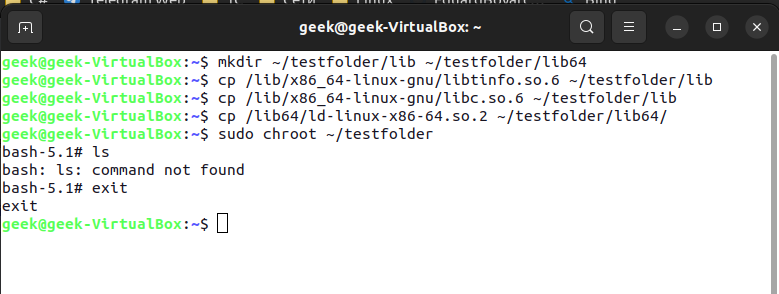 geek@geek-VirtualBox: ~
geek@geek-VirtualBox:~$ mkdir ~/testfolder/lib ~/testfolder/lib64
geek@geek-VirtualBox:~$ cp /lib/x86_64-linux-gnu/libtinfo.so.6 ~/testfolder/lib
geek@geek-VirtualBox:~$ cp /lib/x86_64-linux-gnu/libc.so.6 ~/testfolder/lib
geek@geek-VirtualBox:~$ cp /lib64/ld-linux-x86-64.so.2 ~/testfolder/lib64/
geek@geek-VirtualBox:~$ sudo chroot ~/testfolder
bash-5.1# ls
bash: ls: command not found
bash-5.1# exit
exit
geek@geek-VirtualBox:~$